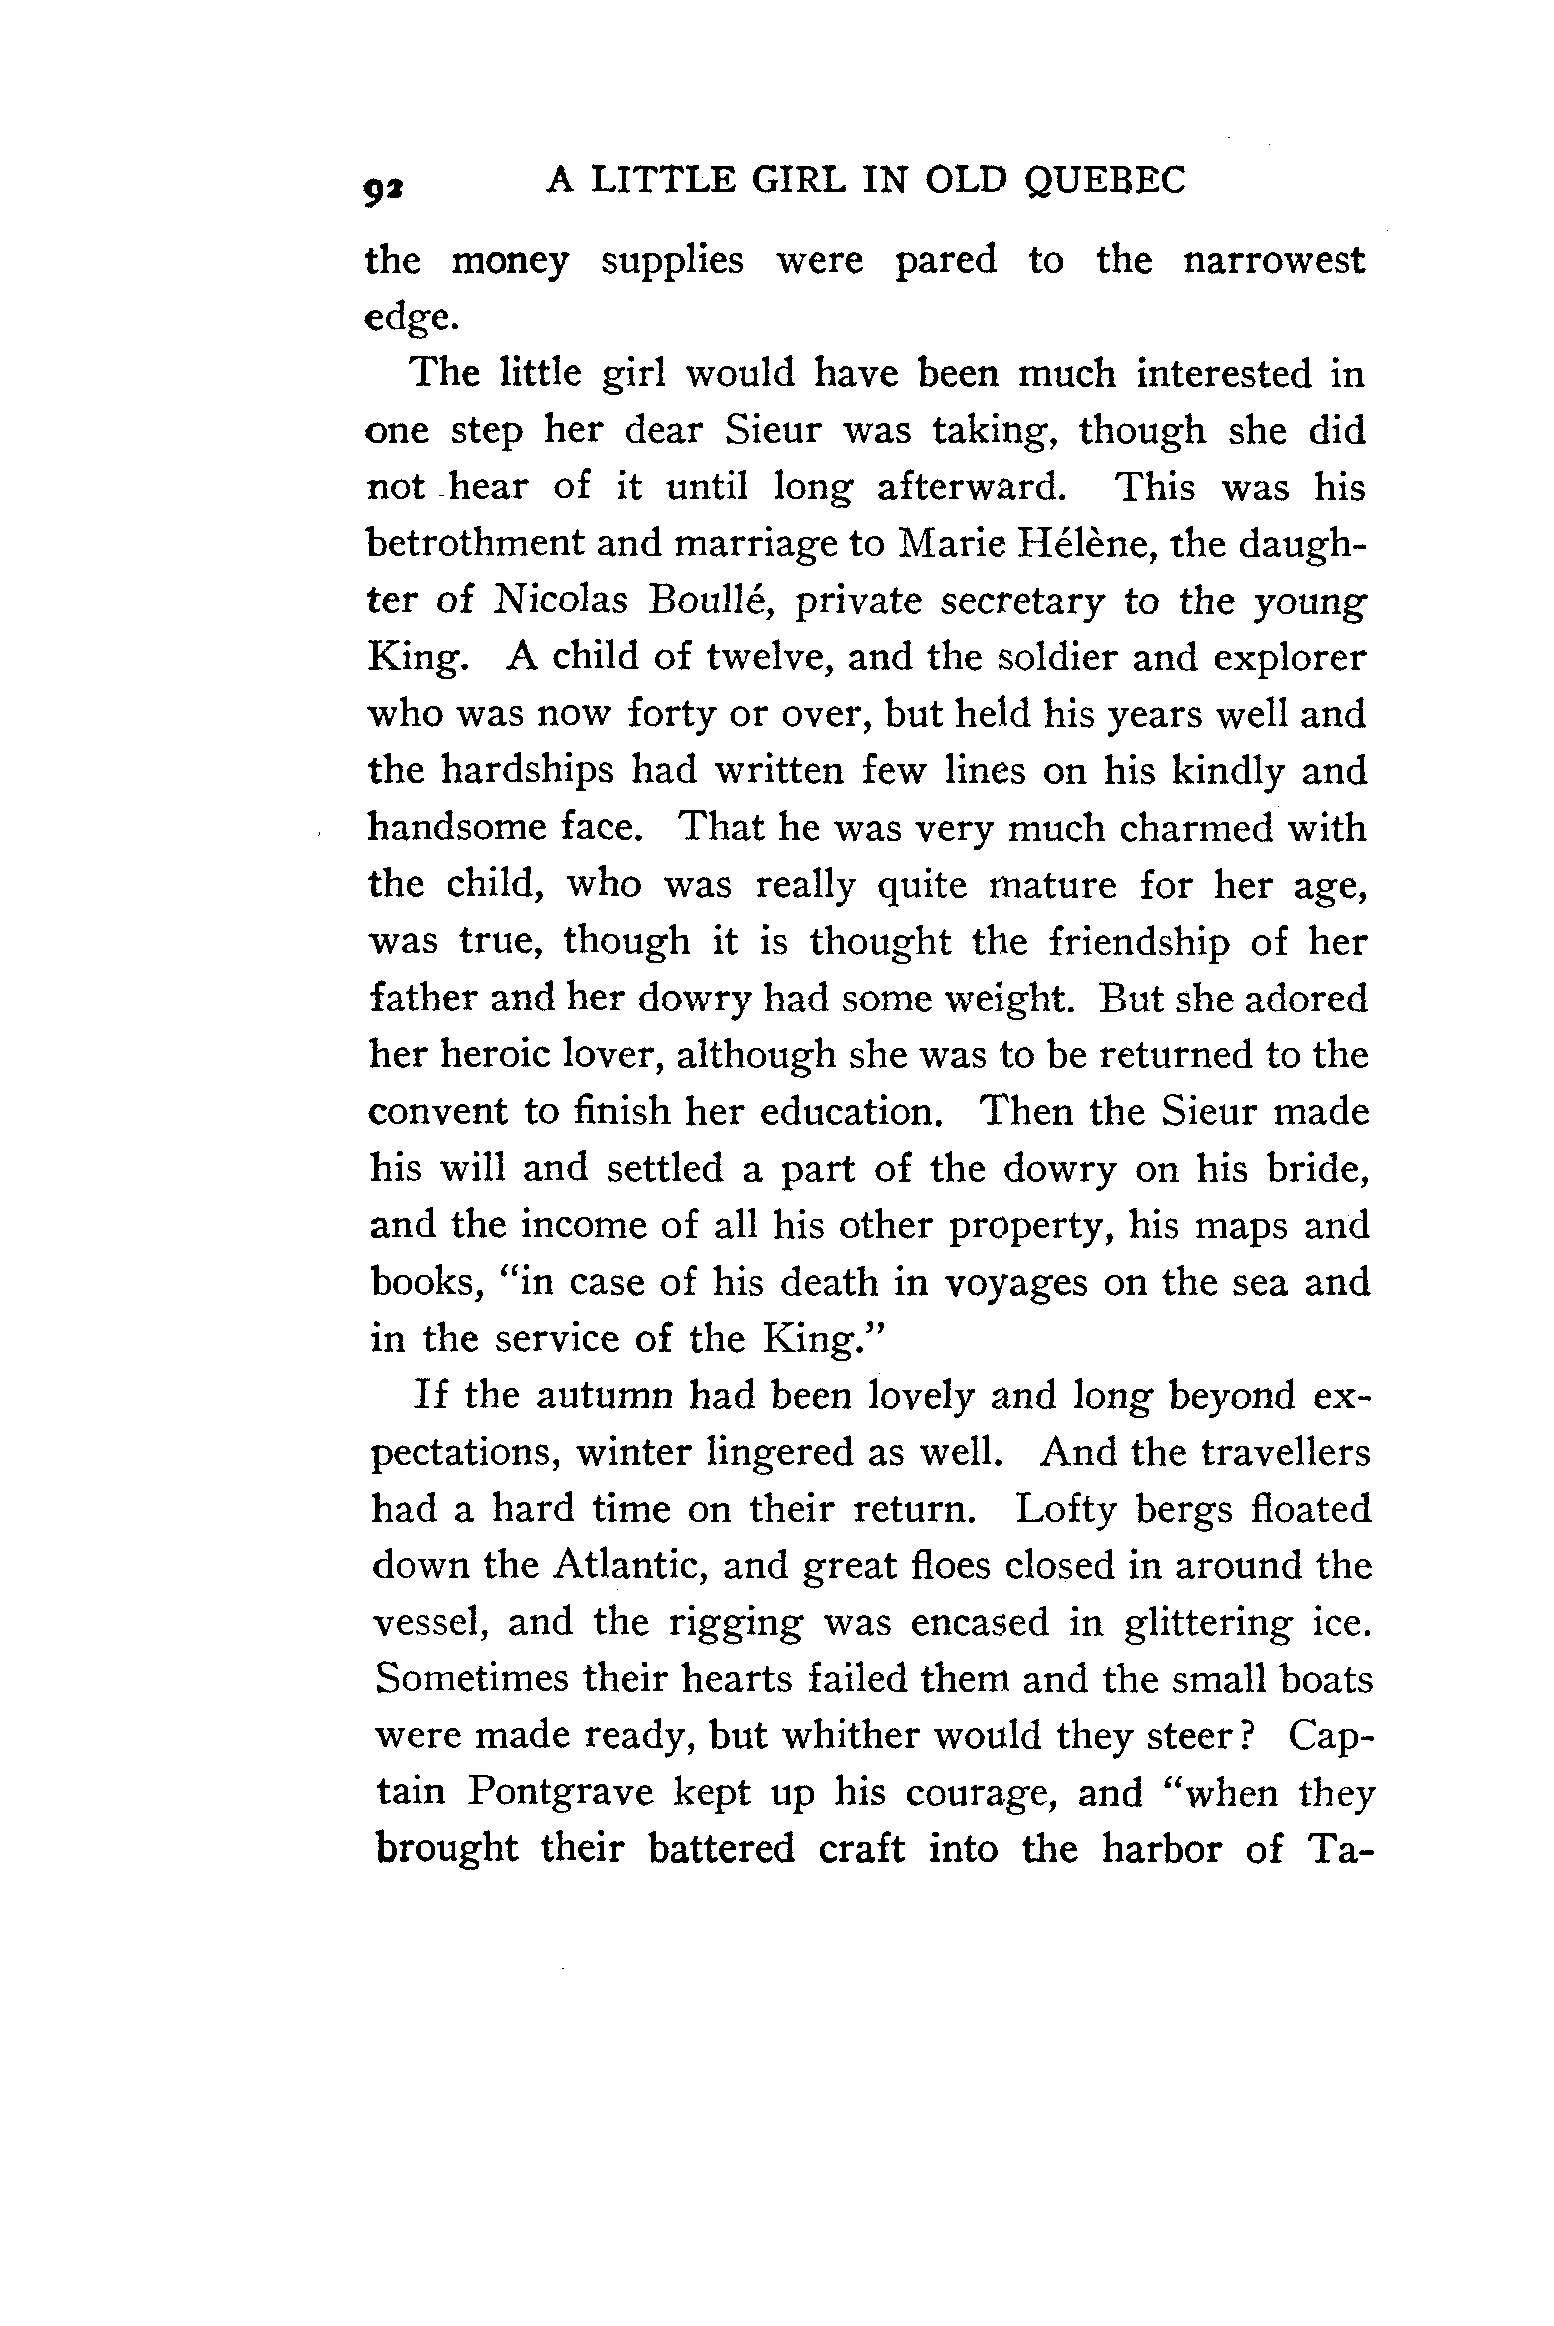 92 A LITTLE GIRL IN OLD QUEBEC
the money supplies were pared to the narrowest
edge.
The little girl would have been much interested in
one step her dear Sieur was taking, though she did
not hear of it until long afterward. This was his
betrothment and marriage to Marie Hélène, the daugh-
ter of Nicolas Boullé, private secretary to the young
King. A child of twelve, and the soldier and explorer
who was now forty or over, but held his years well and
the hardships had written few lines on his kindly and
handsome face. That he was very much charmed with
the child, who was really quite mature for her age,
was true, though it is thought the friendship of her
father and her dowry had some weight. But she adored
her heroic lover, although she was to be returned to the
convent to finish her education. Then the Sieur made
his will and settled a part of the dowry on his bride,
and the income of all his other property, his maps and
books, “in case of his death in voyages on the sea and
in the service of the King.”
If the autumn had been lovely and long beyond ex-
pectations, winter lingered as well. And the travellers
had a hard time on their return. Lofty bergs floated
down the Atlantic, and great floes closed in around the
vessel, and the rigging was encased in glittering ice.
Sometimes their hearts failed them and the small boats
were made ready, but whither would they steer? Cap-
tain Pontgrave kept up his courage, and “when they
brought their battered craft into the harbor of Ta-